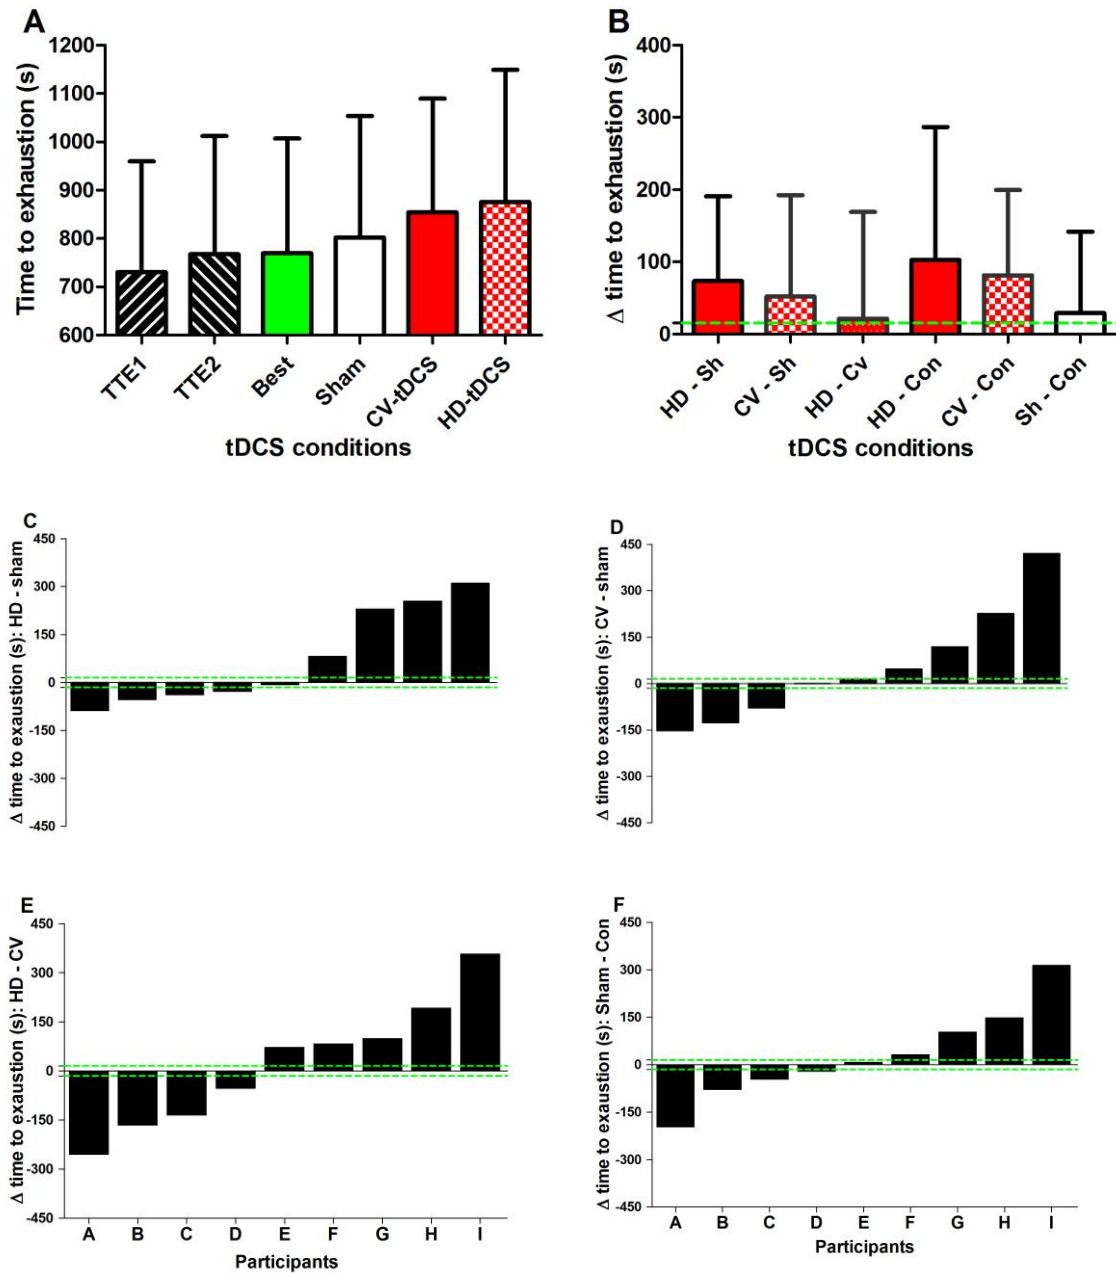 A
Time to exhaustion (s)
1200
1100
1000
900
800
700
600
TTE1
TTE2
Best
Sham
CV-tDCS
HD-tDCS
tDCS conditions
B
Δ time to exhaustion (s)
400
300
200
100
0
HD - Sh
CV - Sh
HD - Cv
HD - Con
CV - Con
Sh - Con
tDCS conditions
C
Δ time to exaustion (s): HD - sham
450
300
150
0
-150
-300
-450
D
Δ time to exaustion (s): CV - sham
450
300
150
0
-150
-300
-450
E
Δ time to exaustion (s): HD - CV
450
300
150
0
-150
-300
-450
A B C D E F G H I
Participants
F
Δ time to exaustion (s): Sham - Con
450
300
150
0
-150
-300
-450
A B C D E F G H I
Participants